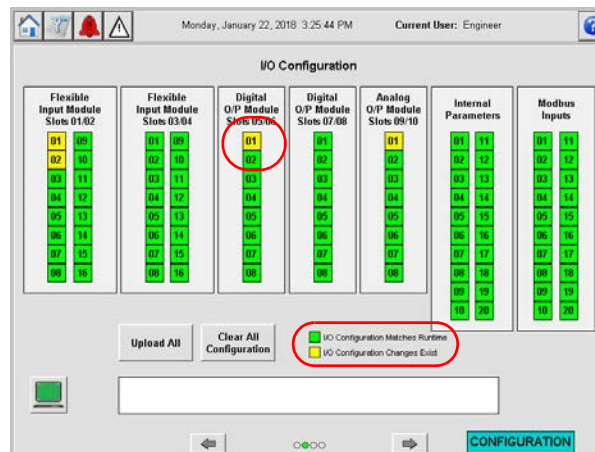 Monday, January 22, 2018 3:25:44 PM Current User: Engineer ?
I/O Configuration
Flexible
Input Module
Slots 01/02
01 09
02 10
03 11
04 12
05 13
06 14
07 15
08 16
Flexible
Input Module
Slots 03/04
01 09
02 10
03 11
04 12
05 13
06 14
07 15
08 16
Digital
O/P Module
Slots 05/06
01
02
03
04
05
06
07
08
Digital
O/P Module
Slots 07/08
01
02
03
04
05
06
07
08
Analog
O/P Module
Slots 09/10
01
02
03
04
05
06
07
08
Internal
Parameters
01 11
02 12
03 13
04 14
05 15
06 16
07 17
08 18
09 19
10 20
Modbus
Inputs
01 11
02 12
03 13
04 14
05 15
06 16
07 17
08 18
09 19
10 20
Upload All
Clear All
Configuration
I/O Configuration Matches Runtime
I/O Configuration Changes Exist
CONFIGURATION